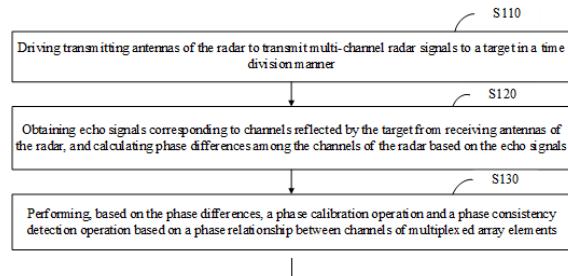 S110
Driving transmitting antennas of the radar to transmit multi-channel radar signals to a target in a time
division manner
S120
Obtaining echo signals corresponding to channels reflected by the target from receiving antennas of
the radar, and calculating phase differences among the channels of the radar based on the echo signals
S130
Performing, based on the phase differences, a phase calibration operation and a phase consistency
detection operation based on a phase relationship between channels of multiplexed array elements